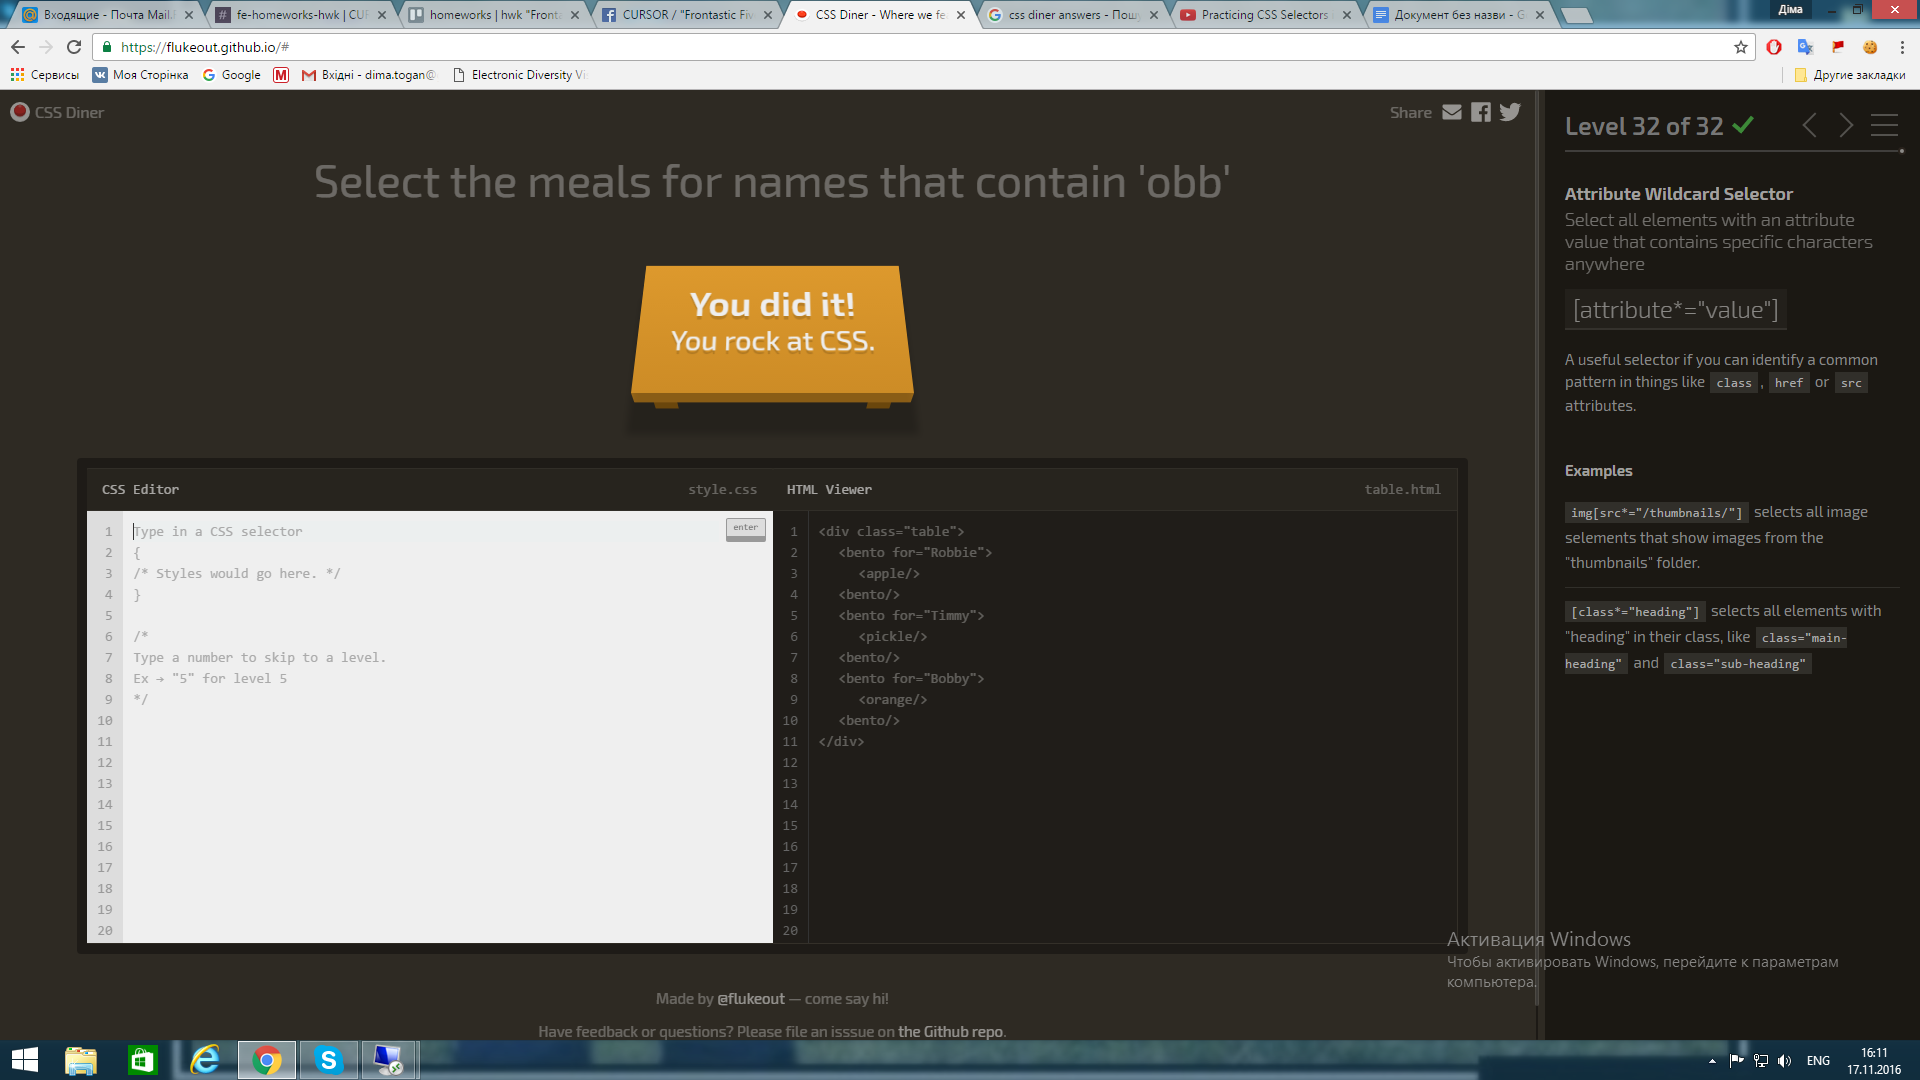 Діма
Входящие - Почта Mail.
fe-homeworks-hwk | CU
homeworks | hwk "Fronta
CURSOR / "Frontastic Fiv
CSS Diner - Where we fe
css diner answers - Пошу
Practicing CSS Selectors
Документ без назви - G
https://flukeout.github.io/#
Сервисы
Моя Сторінка
Google
Вхідні - dima.togan@
Electronic Diversity Vi
Другие закладки
CSS Diner
Share
Select the meals for names that contain 'obb'
You did it!
You rock at CSS.
CSS Editor
style.css
enter
1 Type in a CSS selector
2 {
3 /* Styles would go here. */
4 }
5
6 /*
7 Type a number to skip to a level.
8 Ex → "5" for level 5
9 */
10
11
12
13
14
15
16
17
18
19
20
HTML Viewer
table.html
1 <div class="table">
2 <bento for="Robbie">
3 <apple/>
4 <bento/>
5 <bento for="Timmy">
6 <pickle/>
7 <bento/>
8 <bento for="Bobby">
9 <orange/>
10 <bento/>
11 </div>
12
13
14
15
16
17
18
19
20
Made by @flukeout — come say hi!
Have feedback or questions? Please file an isssue on the Github repo.
Level 32 of 32
Attribute Wildcard Selector
Select all elements with an attribute
value that contains specific characters
anywhere
[attribute*="value"]
A useful selector if you can identify a common
pattern in things like class , href or src
attributes.
Examples
img[src*="/thumbnails/"] selects all image
selements that show images from the
"thumbnails" folder.
[class*="heading"] selects all elements with
"heading" in their class, like class="main-
heading" and class="sub-heading"
Активация Windows
Чтобы активировать Windows, перейдите к параметрам
компьютера.
ENG
16:11
17.11.2016